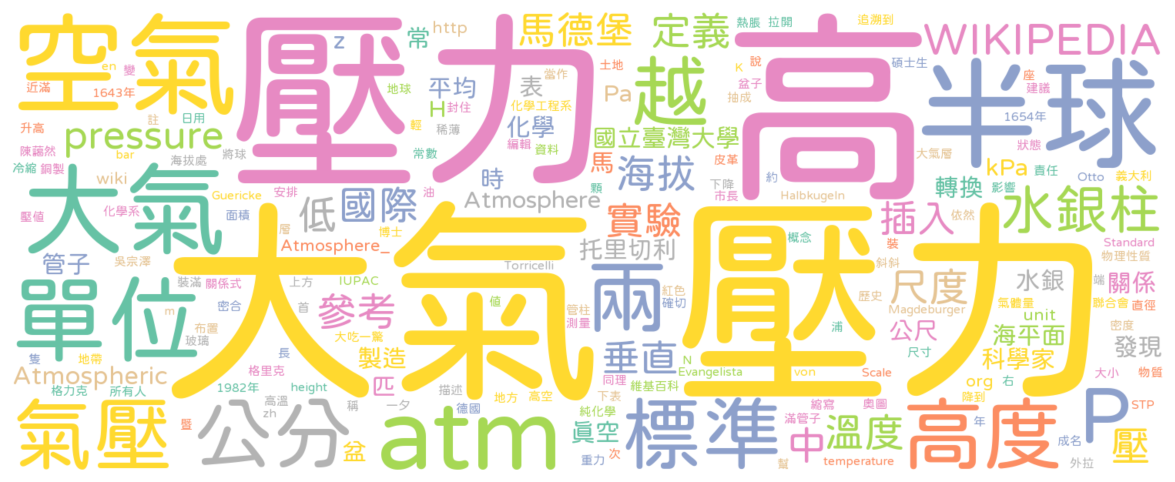 空氣
壓力
高
半球
大氣壓力
大氣
單位
氣壓
公分
atm
標準
高度
P
壓
水銀柱
越
pressure
WIKIPEDIA
馬德堡
定義
常
http
z
en
變
近滿
1643年
註
日用
地球
平均
H
封住
表
當作
化學工程系
稀薄
化學
輕
編輯
資料
土地
Pa
K
說
熱脹
拉開
追溯到
碩士生
盆子
抽成
座
建議
1654年
狀態
國立臺灣大學
馬
皮革
大氣層
kPa
責任
升高
陳藹然
冷縮
銅製
bar
海拔處
將球
常數
wiki
壓值
化學系
Guericke
面積
安排
油
國際
低
時
Atmosphere
顆
海拔
下降
市長
約
Halbkugeln
轉換
影響
Otto
義大利
實驗
插入
依然
裝
概念
Standard
物理性質
管子
吳宗澤
層
博士
Atmosphere_
托里切利
Torricelli
兩
斜斜
尺度
水銀
端
關係
裝滿
關係式
上方
IUPAC
值
參考
m
密合
首
管柱
測量
紅色
確切
歷史
Magdeburger
氣體量
聯合會
直徑
unit
公尺
浦
海平面
密度
發現
隻
布置
玻璃
大吃一驚
製造
垂直
N
同理
Evangelista
維基百科
von
Scale
尺寸
科學家
地帶
長
格里克
匹
下表
org
右
大小
物質
Atmospheric
格力克
所有人
1982年
height
描述
地方
高空
高溫
zh
稱
一夕
德國
純化學
縮寫
奧圖
降到
STP
暨
盆
真空
重力
次
滿管子
中
溫度
幫
temperature
年
成名
外拉